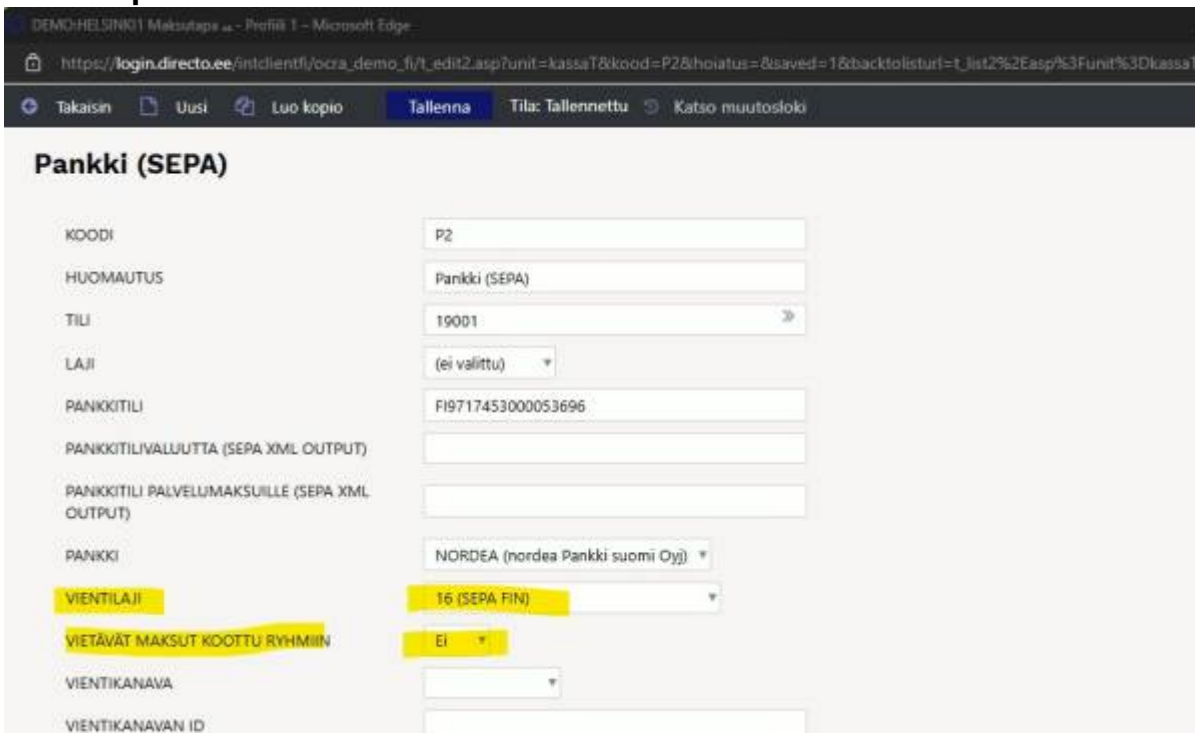 DEMO:HELSINKI01 Maksutapa - Profiili 1 – Microsoft Edge
https://login.directo.ee/intclientfi/ocra_demo_fi/t_edit2.asp?unit=kassaT&kood=P2&hoiatus=&saved=1&backtolisturl=t_list2%2Easp%3Funit%3DkassaT
Takaisin Uusi Luo kopio Tallenna Tila: Tallennettu Katso muutosloki
Pankki (SEPA)
KOODI P2
HUOMAUTUS Pankki (SEPA)
TILI 19001
LAJI (ei valittu)
PANKKITILI FI9717453000053696
PANKKITILIVALUUTTA (SEPA XML OUTPUT)
PANKKITILI PALVELUMAKSUILLE (SEPA XML
OUTPUT)
PANKKI NORDEA (nordea Pankki suomi Oyj)
VIENTILAJI 16 (SEPA FIN)
VIETÄVÄT MAKSUT KOOTTU RYHMIIN Ei
VIENTIKANAVA
VIENTIKANAVAN ID